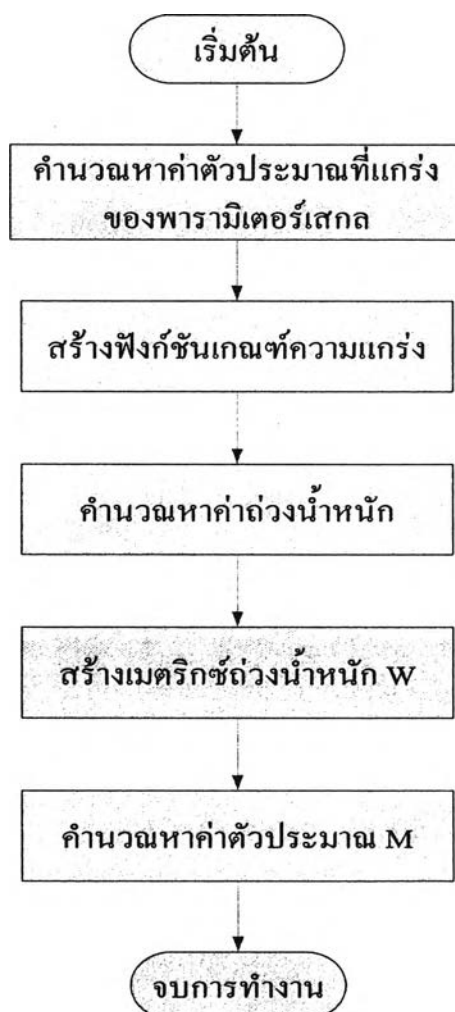 เริ่มต้น
คำนวณหาค่าตัวประมาณที่แกร่ง
ของพารามิเตอร์เสกล
สร้างฟังก์ชันเกณฑ์ความแกร่ง
คำนวณหาค่าถ่วงน้ำหนัก
สร้างเมตริกซ์ถ่วงน้ำหนัก W
คำนวณหาค่าตัวประมาณ M
จบการทำงาน